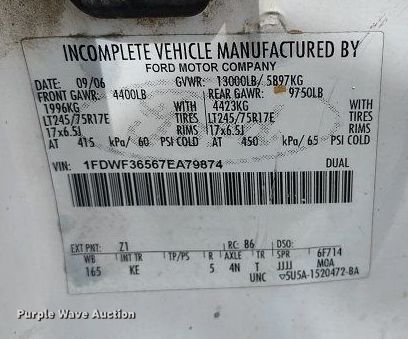 INCOMPLETE VEHICLE MANUFACTURED BY
FORD MOTOR COMPANY
09/06 GVWR: 13000LB/ 5897KG
FRONT GAWR: 4400LB REAR GAWR: 9750LB
1996KG WITH 4423KG WITH
LT245/75R17E TIRES LT245/75R17E TIRES
17x6.5J RIMS 17x6.5J RIMS
AT 415 kPa/ 60 PSI COLD AT 450 kPa/ 65 PSI COLD
VIN: 1FDWF36567EA79874 DUAL
EXT PNT: Z1 RC: 86 DSO:
WB INT TR TP/PS R AXLE TR SPR 6F714
165 KE 5 4N T JJJJ MOA
UNC 5U5A-1520472-BA
Purple Wave Auction